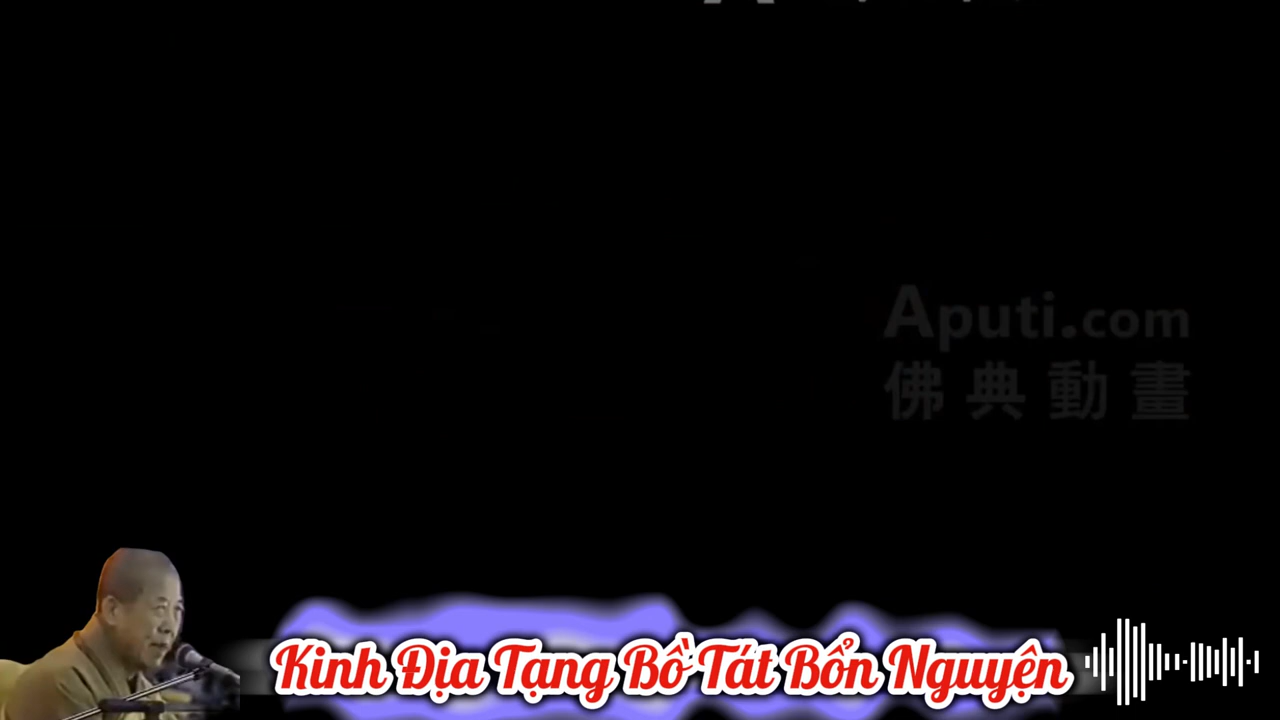 Aputi.com
佛典動畫
Kinh Địa Tạng Bồ Tát Bổn Nguyện